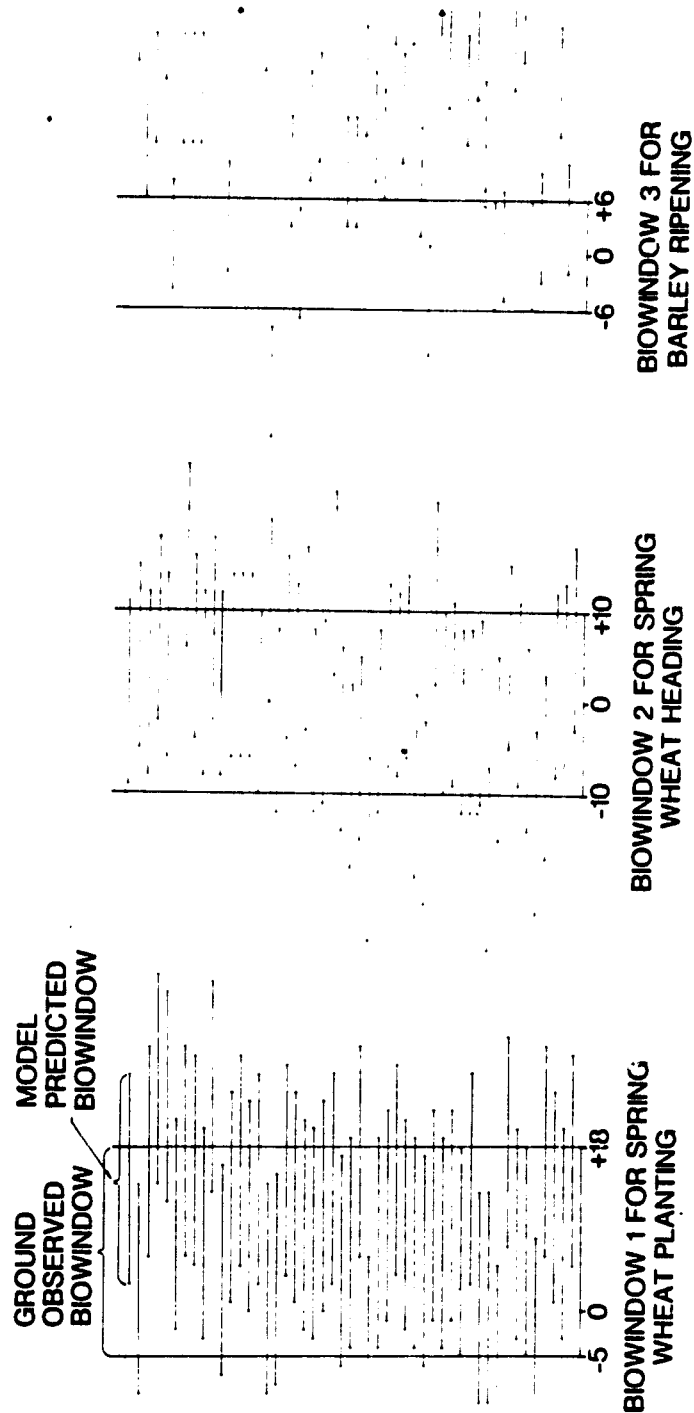 GROUND
OBSERVED
BIOWINDOW
MODEL
PREDICTED
BIOWINDOW
-5
0
+18
BIOWINDOW 1 FOR SPRING
WHEAT PLANTING
-10
0
+10
BIOWINDOW 2 FOR SPRING
WHEAT HEADING
-6
0
+6
BIOWINDOW 3 FOR
BARLEY RIPENING